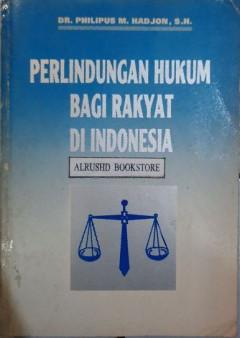 DR. PHILIPUS M. HADJON, S.H.
PERLINDUNGAN HUKUM
BAGI RAKYAT
DI INDONESIA
ALRUSHD BOOKSTORE